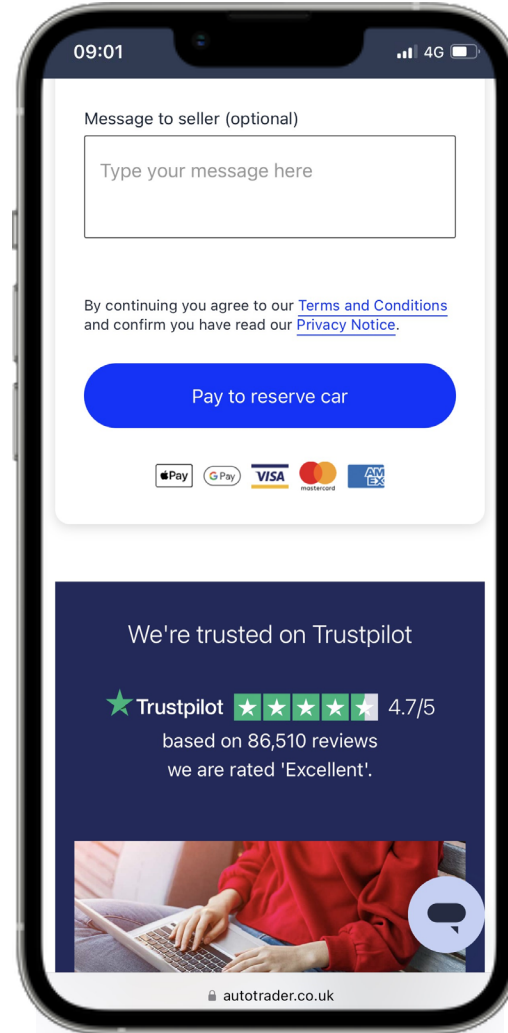 09:01 4G
Message to seller (optional)
Type your message here
By continuing you agree to our Terms and Conditions
and confirm you have read our Privacy Notice.
Pay to reserve car
Pay G Pay VISA mastercard AM
EX
We're trusted on Trustpilot
Trustpilot 4.7/5
based on 86,510 reviews
we are rated 'Excellent'.
autotrader.co.uk